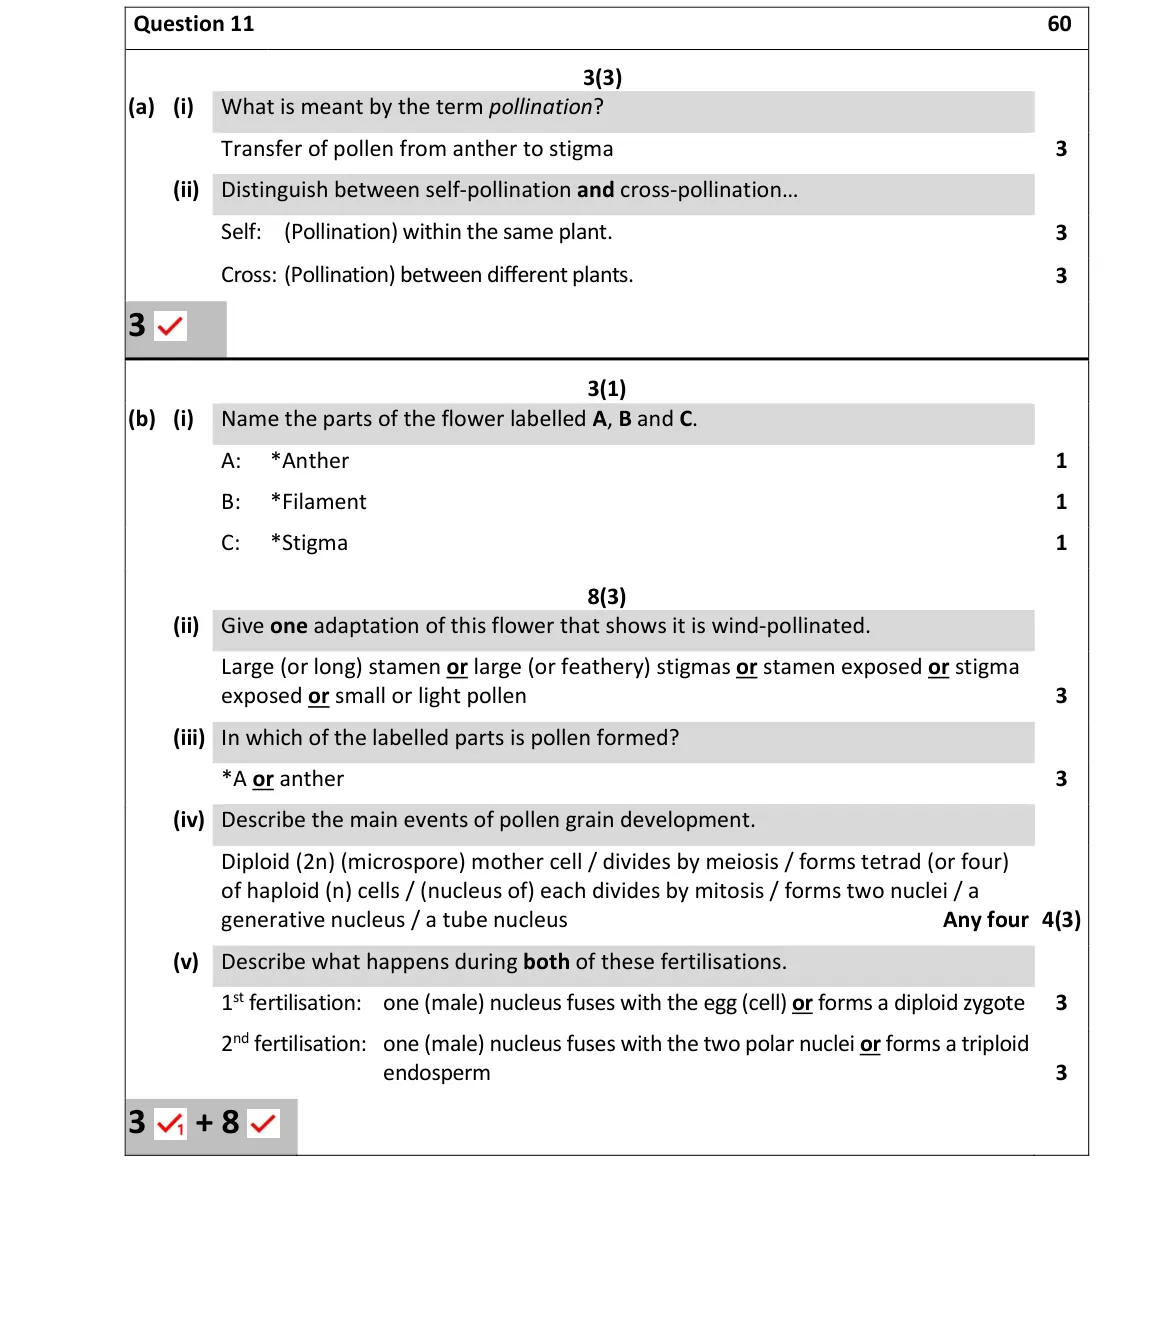 Question 11 60
3(3)
(a) (i) What is meant by the term pollination?
Transfer of pollen from anther to stigma 3
(ii) Distinguish between self-pollination and cross-pollination…
Self: (Pollination) within the same plant. 3
Cross: (Pollination) between different plants. 3
3 ✓
3(1)
(b) (i) Name the parts of the flower labelled A, B and C.
A: *Anther 1
B: *Filament 1
C: *Stigma 1
8(3)
(ii) Give one adaptation of this flower that shows it is wind-pollinated.
Large (or long) stamen or large (or feathery) stigmas or stamen exposed or stigma
exposed or small or light pollen 3
(iii) In which of the labelled parts is pollen formed?
*A or anther 3
(iv) Describe the main events of pollen grain development.
Diploid (2n) (microspore) mother cell / divides by meiosis / forms tetrad (or four)
of haploid (n) cells / (nucleus of) each divides by mitosis / forms two nuclei / a
generative nucleus / a tube nucleus Any four 4(3)
(v) Describe what happens during both of these fertilisations.
1st fertilisation: one (male) nucleus fuses with the egg (cell) or forms a diploid zygote 3
2nd fertilisation: one (male) nucleus fuses with the two polar nuclei or forms a triploid
endosperm 3
3 ✓1 + 8 ✓